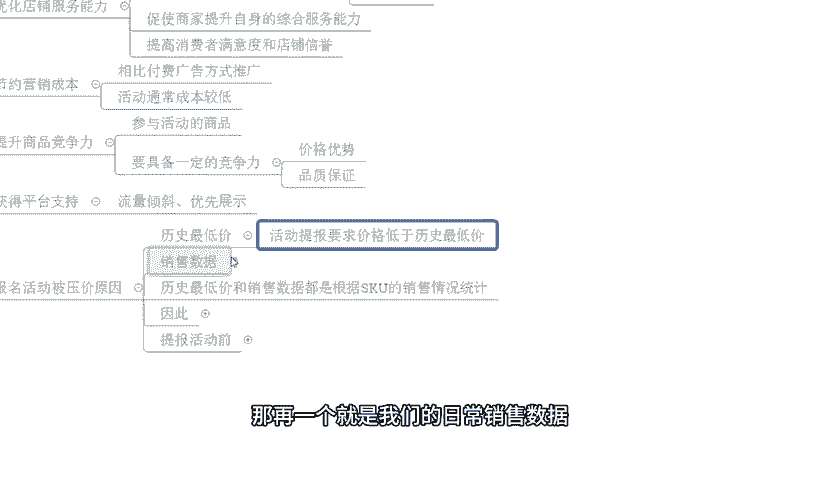 优化店铺服务能力
促使商家提升自身的综合服务能力
提高消费者满意度和店铺信誉
节约营销成本
相比付费广告方式推广
活动通常成本较低
提升商品竞争力
参与活动的商品
要具备一定的竞争力
价格优势
品质保证
获得平台支持
流量倾斜、优先展示
报名活动被压价原因
历史最低价
活动提报要求价格低于历史最低价
销售数据
历史最低价和销售数据都是根据SKU的销售情况统计
因此
提报活动前
那再一个就是我们的日常销售数据